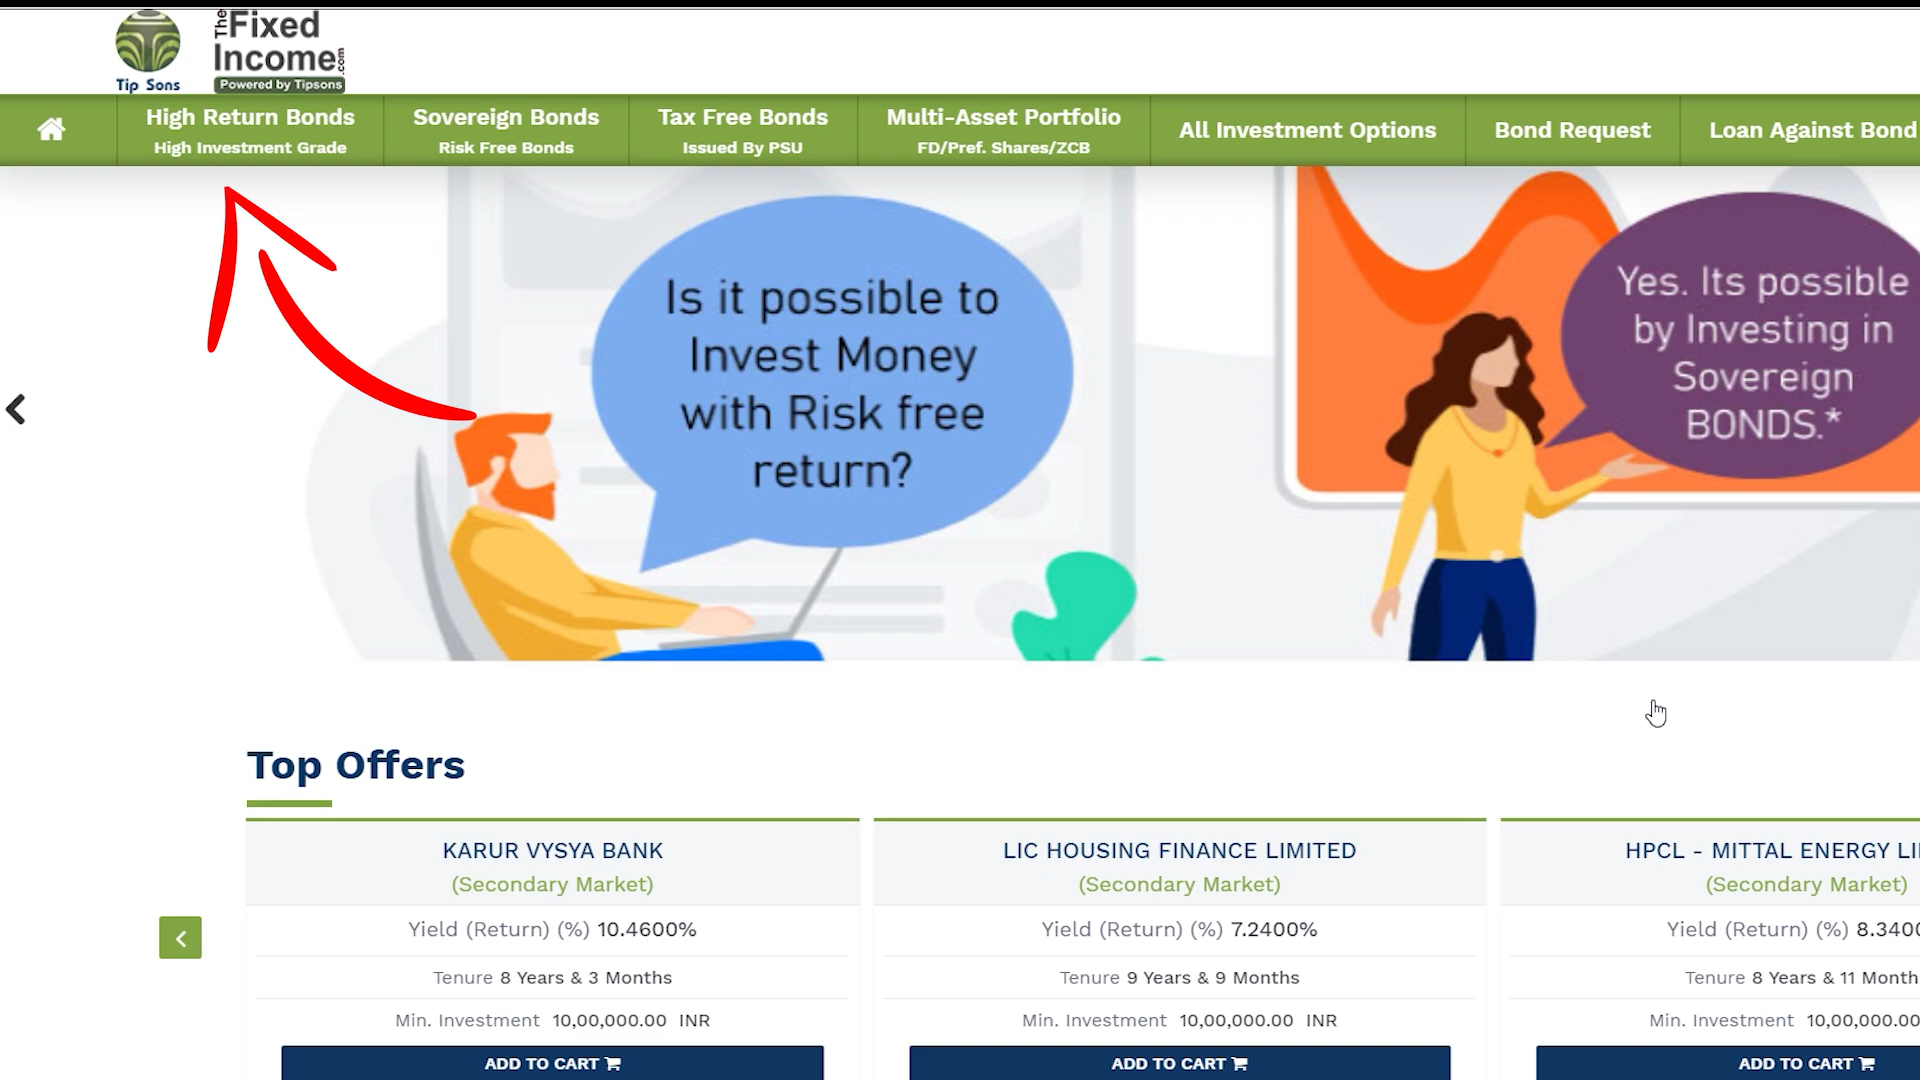 Tip Sons
The Fixed
Income.com
Powered by Tipsons
High Return Bonds
High Investment Grade
Sovereign Bonds
Risk Free Bonds
Tax Free Bonds
Issued By PSU
Multi-Asset Portfolio
FD/Pref. Shares/ZCB
All Investment Options
Bond Request
Loan Against Bond
Is it possible to
Invest Money
with Risk free
return?
Yes. Its possible
by Investing in
Sovereign
BONDS.*
Top Offers
KARUR VYSYA BANK
(Secondary Market)
Yield (Return) (%) 10.4600%
Tenure 8 Years & 3 Months
Min. Investment 10,00,000.00 INR
ADD TO CART
LIC HOUSING FINANCE LIMITED
(Secondary Market)
Yield (Return) (%) 7.2400%
Tenure 9 Years & 9 Months
Min. Investment 10,00,000.00 INR
ADD TO CART
HPCL - MITTAL ENERGY LI
(Secondary Market)
Yield (Return) (%) 8.340
Tenure 8 Years & 11 Month
Min. Investment 10,00,000.00
ADD TO CART